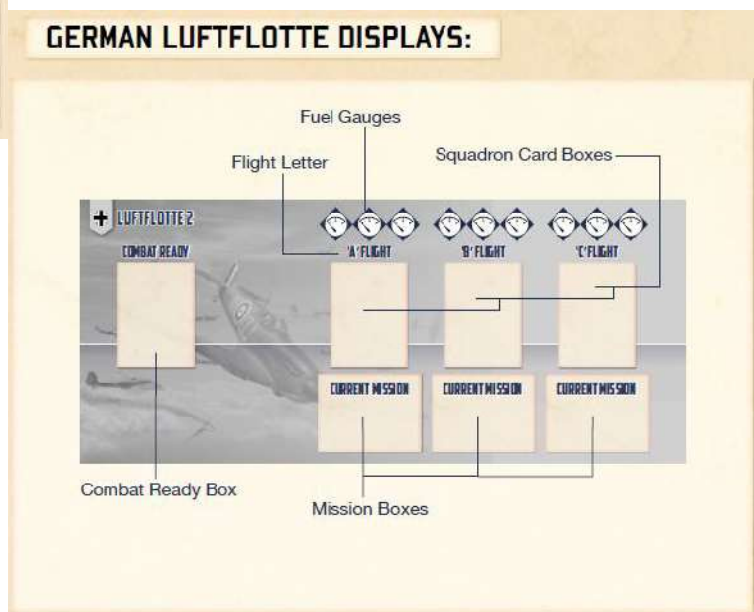 GERMAN LUFTFLOTTE DISPLAYS:
Fuel Gauges
Flight Letter
Squadron Card Boxes
LUFTFLOTTE 2
COMBAT READY
'A' FLIGHT
'B' FLIGHT
'C' FLIGHT
CURRENT MISSION
CURRENT MISSION
CURRENT MISSION
Combat Ready Box
Mission Boxes